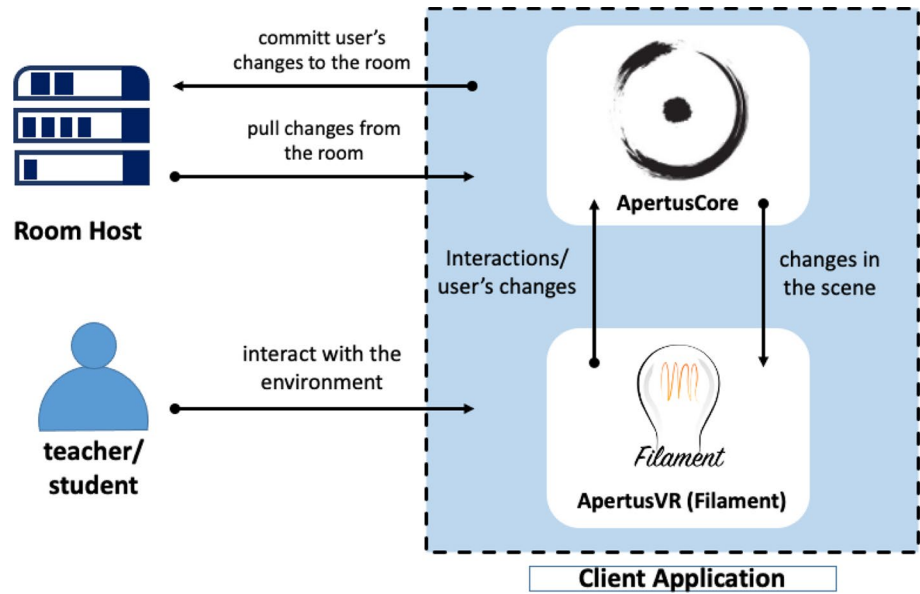 committ user's
changes to the room
pull changes from
the room
Room Host
ApertusCore
Interactions/
user's changes
changes in
the scene
interact with the
environment
teacher/
student
Filament
ApertusVR (Filament)
Client Application